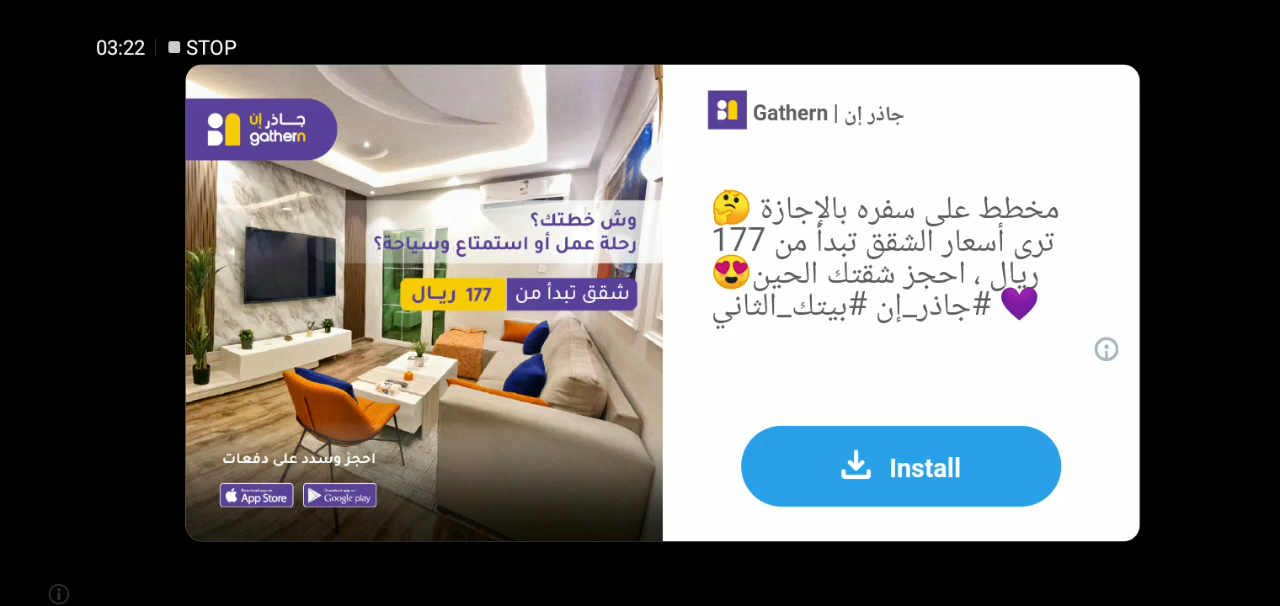 03:22
STOP
جاذر إن
gathern
وش خطتك؟
رحلة عمل أو استمتاع وسياحة؟
شقق تبدأ من 177 ريال
احجز وسدد على دفعات
App Store
Google play
Gathern | جاذر إن
مخطط على سفره بالإجازة 🤔
ترى أسعار الشقق تبدأ من 177
ريال ، احجز شقتك الحين😍
#جاذر_إن #بيتك_الثاني 💜
Install